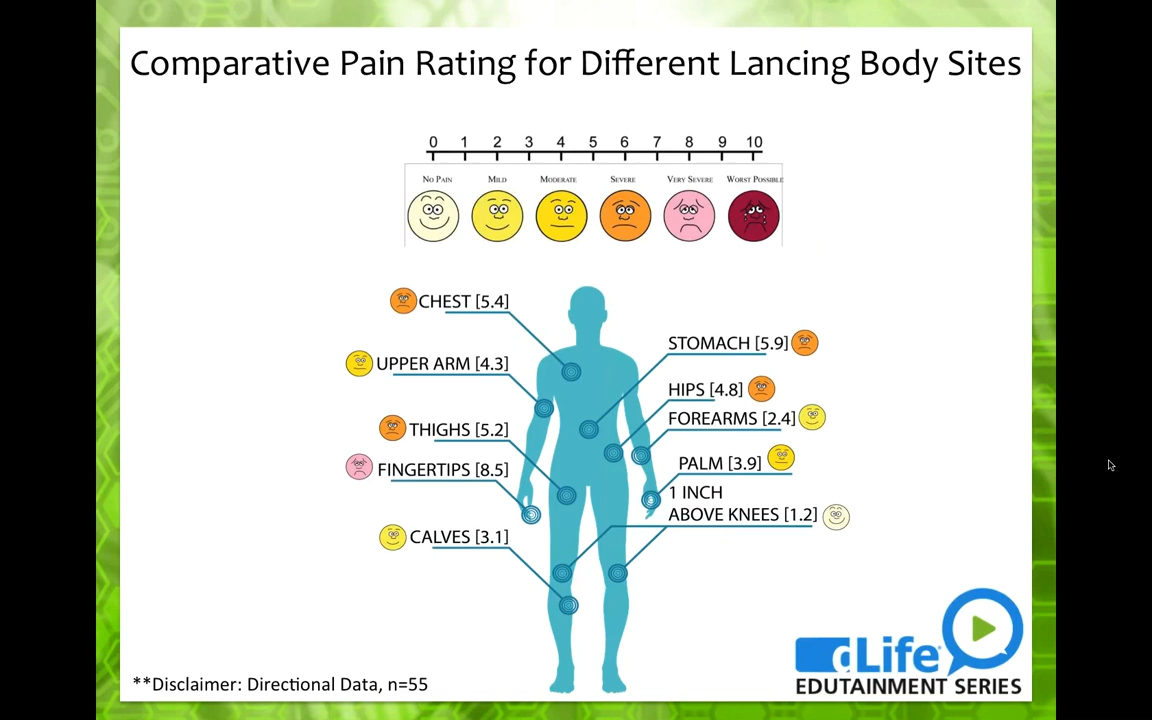 Comparative Pain Rating for Different Lancing Body Sites
0 1 2 3 4 5 6 7 8 9 10
NO PAIN MILD MODERATE SEVERE VERY SEVERE WORST POSSIBLE
CHEST [5.4]
UPPER ARM [4.3]
THIGHS [5.2]
FINGERTIPS [8.5]
CALVES [3.1]
STOMACH [5.9]
HIPS [4.8]
FOREARMS [2.4]
PALM [3.9]
1 INCH
ABOVE KNEES [1.2]
**Disclaimer: Directional Data, n=55
dLife
EDUTAINMENT SERIES